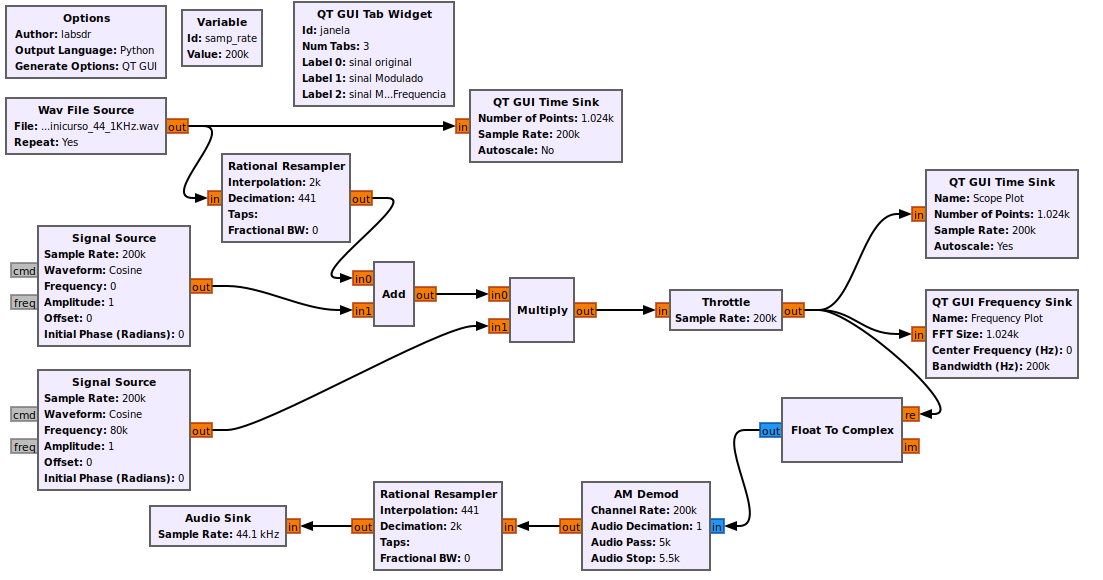 Options
Author: labsdr
Output Language: Python
Generate Options: QT GUI
Variable
Id: samp_rate
Value: 200k
QT GUI Tab Widget
Id: janela
Num Tabs: 3
Label 0: sinal original
Label 1: sinal Modulado
Label 2: sinal M...Frequencia
Wav File Source
File: ...inicurso_44_1KHz.wav
Repeat: Yes
out
in
QT GUI Time Sink
Number of Points: 1.024k
Sample Rate: 200k
Autoscale: No
in
Rational Resampler
Interpolation: 2k
Decimation: 441
Taps:
Fractional BW: 0
out
Signal Source
Sample Rate: 200k
Waveform: Cosine
Frequency: 0
Amplitude: 1
Offset: 0
Initial Phase (Radians): 0
cmd
freq
out
in0
in1
Add
out
in0
in1
Multiply
out
in
Throttle
Sample Rate: 200k
out
in
QT GUI Time Sink
Name: Scope Plot
Number of Points: 1.024k
Sample Rate: 200k
Autoscale: Yes
in
QT GUI Frequency Sink
Name: Frequency Plot
FFT Size: 1.024k
Center Frequency (Hz): 0
Bandwidth (Hz): 200k
Signal Source
Sample Rate: 200k
Waveform: Cosine
Frequency: 80k
Amplitude: 1
Offset: 0
Initial Phase (Radians): 0
cmd
freq
out
out
Float To Complex
re
im
Audio Sink
Sample Rate: 44.1 kHz
in
out
Rational Resampler
Interpolation: 441
Decimation: 2k
Taps:
Fractional BW: 0
in
out
AM Demod
Channel Rate: 200k
Audio Decimation: 1
Audio Pass: 5k
Audio Stop: 5.5k
in